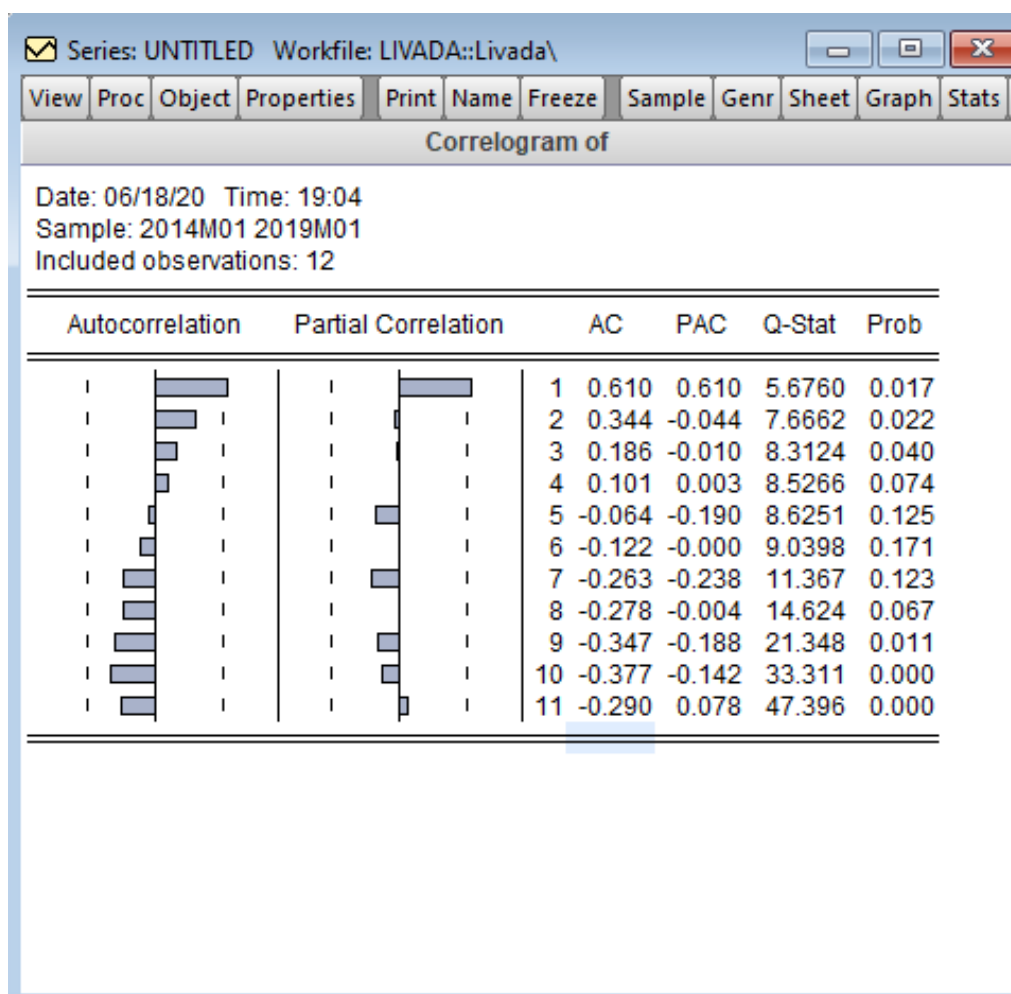 Series: UNTITLED Workfile: LIVADA::Livada\
View Proc Object Properties Print Name Freeze Sample Genr Sheet Graph Stats
Correlogram of
Date: 06/18/20 Time: 19:04
Sample: 2014M01 2019M01
Included observations: 12
Autocorrelation Partial Correlation AC PAC Q-Stat Prob
1 0.610 0.610 5.6760 0.017
2 0.344 -0.044 7.6662 0.022
3 0.186 -0.010 8.3124 0.040
4 0.101 0.003 8.5266 0.074
5 -0.064 -0.190 8.6251 0.125
6 -0.122 -0.000 9.0398 0.171
7 -0.263 -0.238 11.367 0.123
8 -0.278 -0.004 14.624 0.067
9 -0.347 -0.188 21.348 0.011
10 -0.377 -0.142 33.311 0.000
11 -0.290 0.078 47.396 0.000